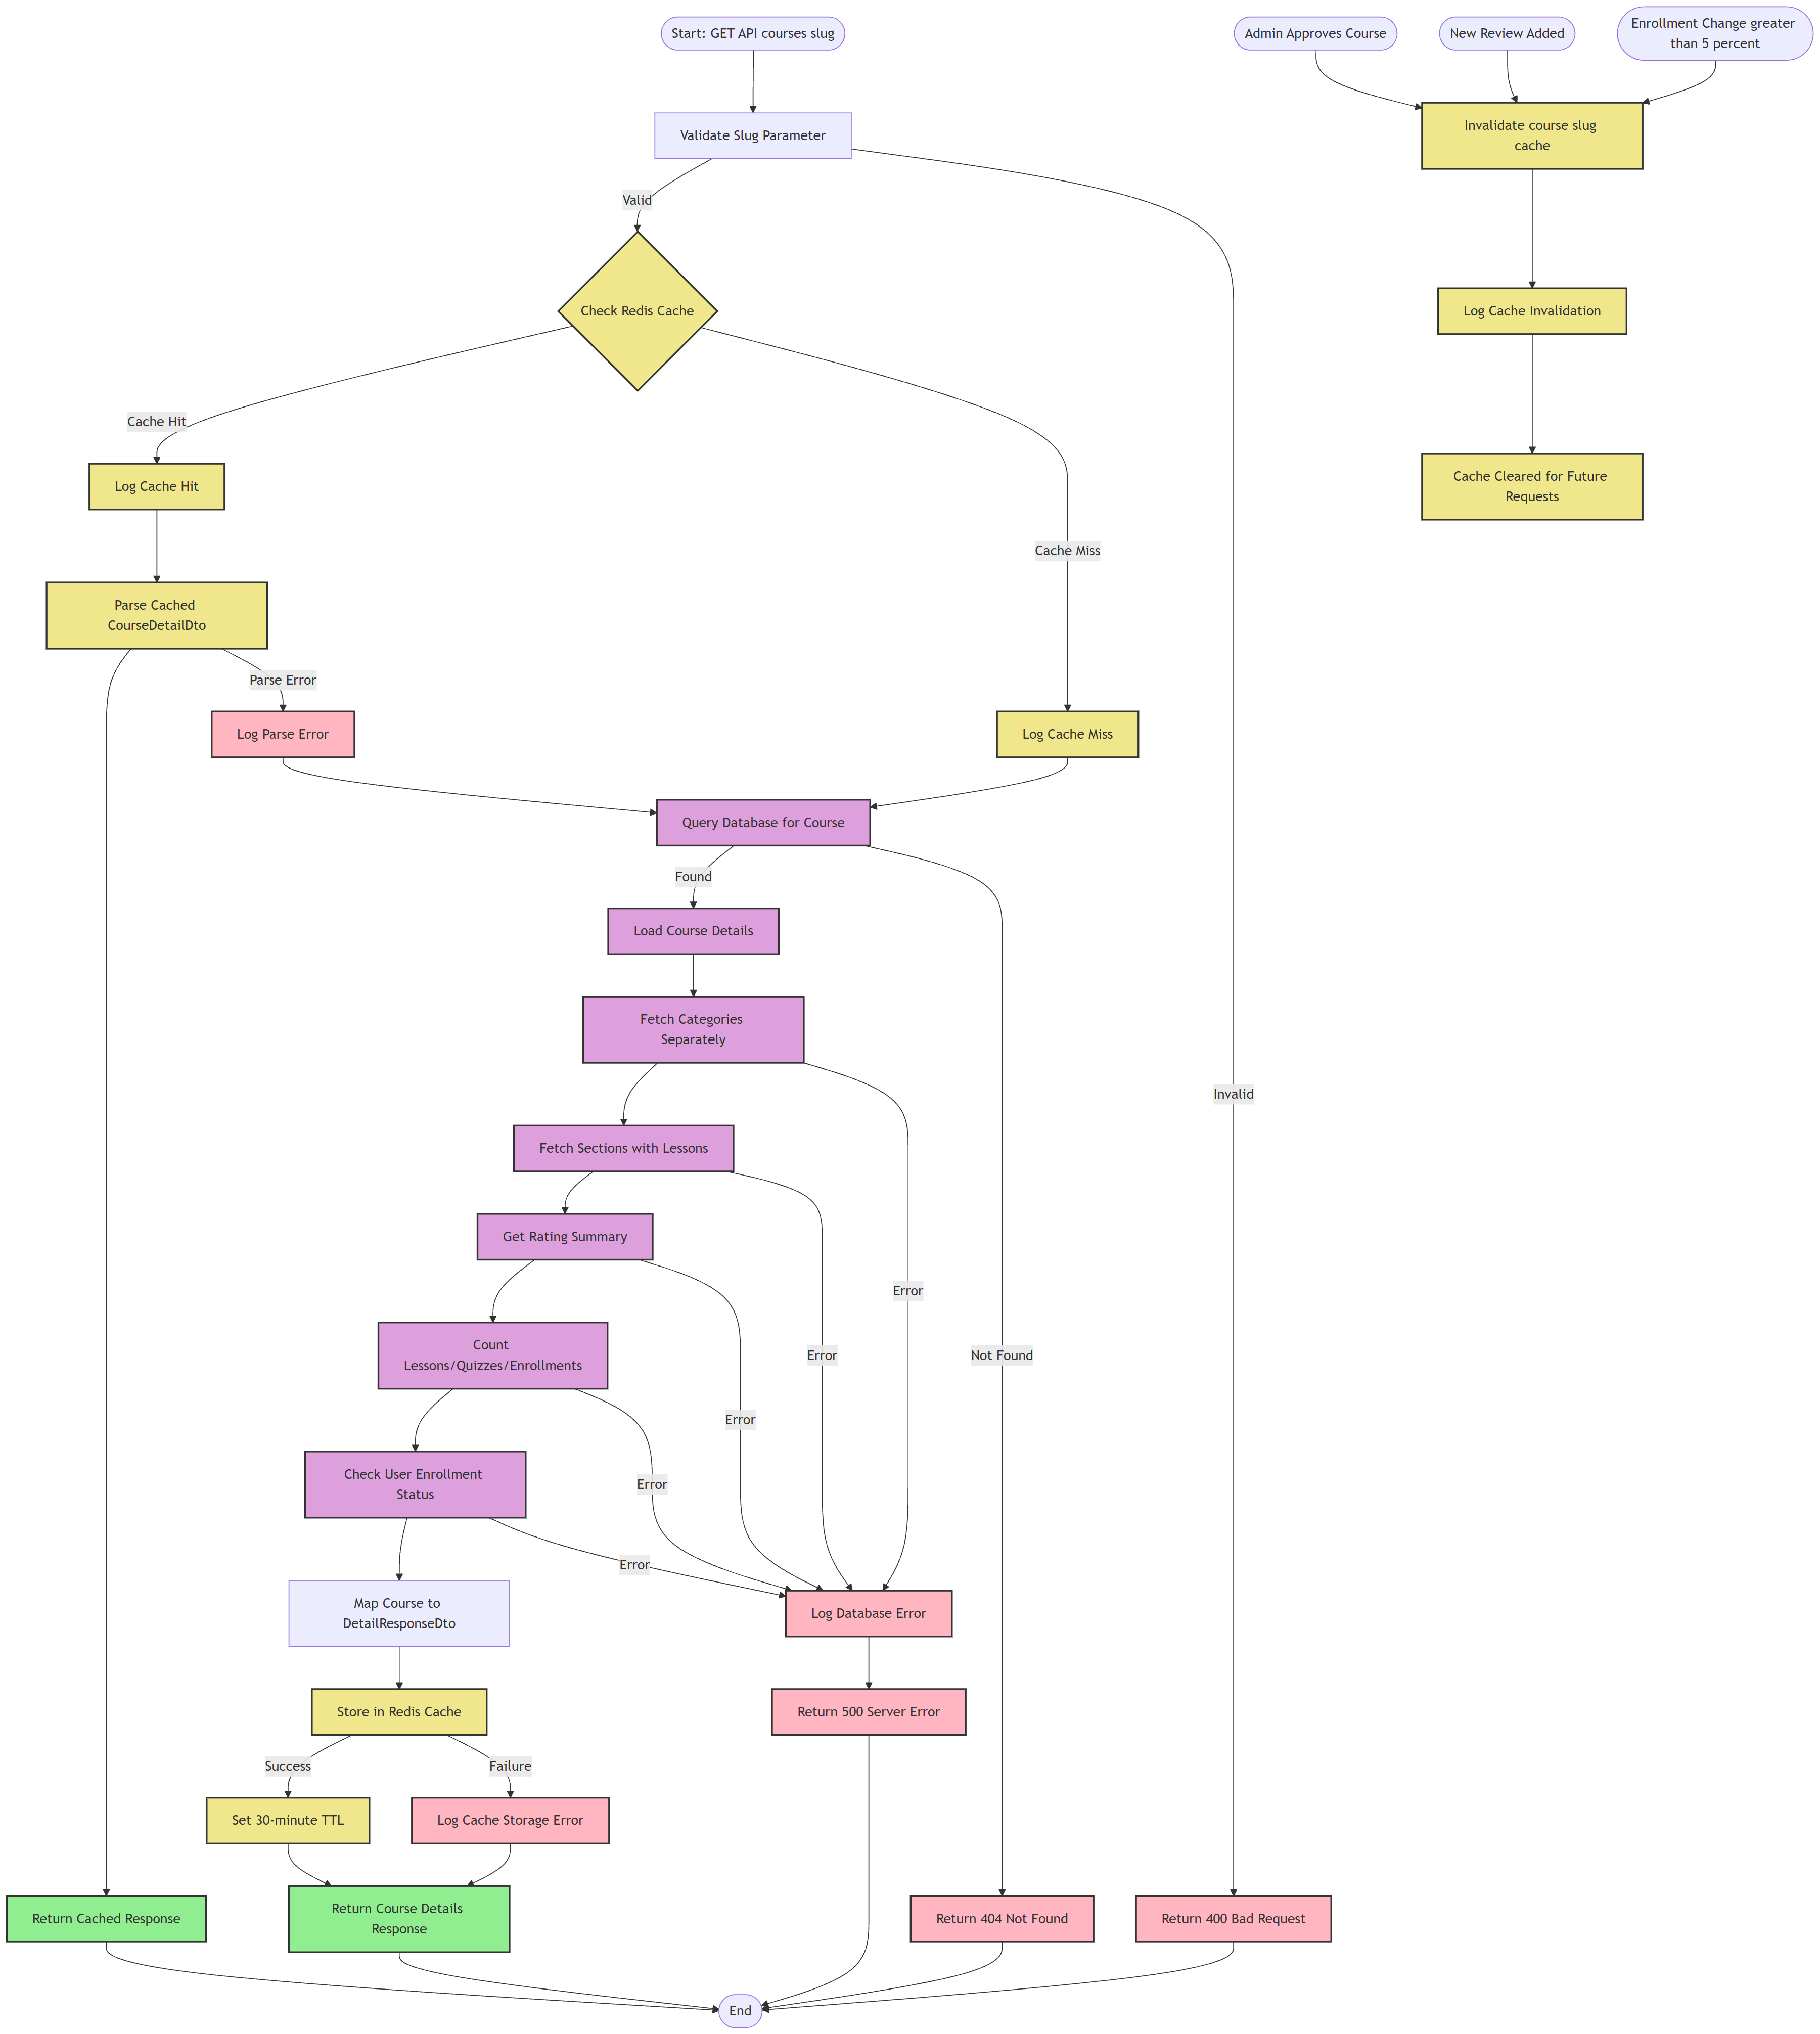 Start: GET API courses slug
Admin Approves Course
New Review Added
Enrollment Change greater
than 5 percent
Validate Slug Parameter
Invalidate course slug
cache
Valid
Check Redis Cache
Log Cache Invalidation
Cache Hit
Log Cache Hit
Cache Cleared for Future
Requests
Cache Miss
Parse Cached
CourseDetailDto
Parse Error
Log Parse Error
Log Cache Miss
Query Database for Course
Found
Load Course Details
Fetch Categories
Separately
Invalid
Fetch Sections with Lessons
Get Rating Summary
Error
Count
Lessons/Quizzes/Enrollments
Error
Not Found
Error
Check User Enrollment
Status
Error
Error
Map Course to
DetailResponseDto
Log Database Error
Store in Redis Cache
Return 500 Server Error
Success
Failure
Set 30-minute TTL
Log Cache Storage Error
Return Cached Response
Return Course Details
Response
Return 404 Not Found
Return 400 Bad Request
End